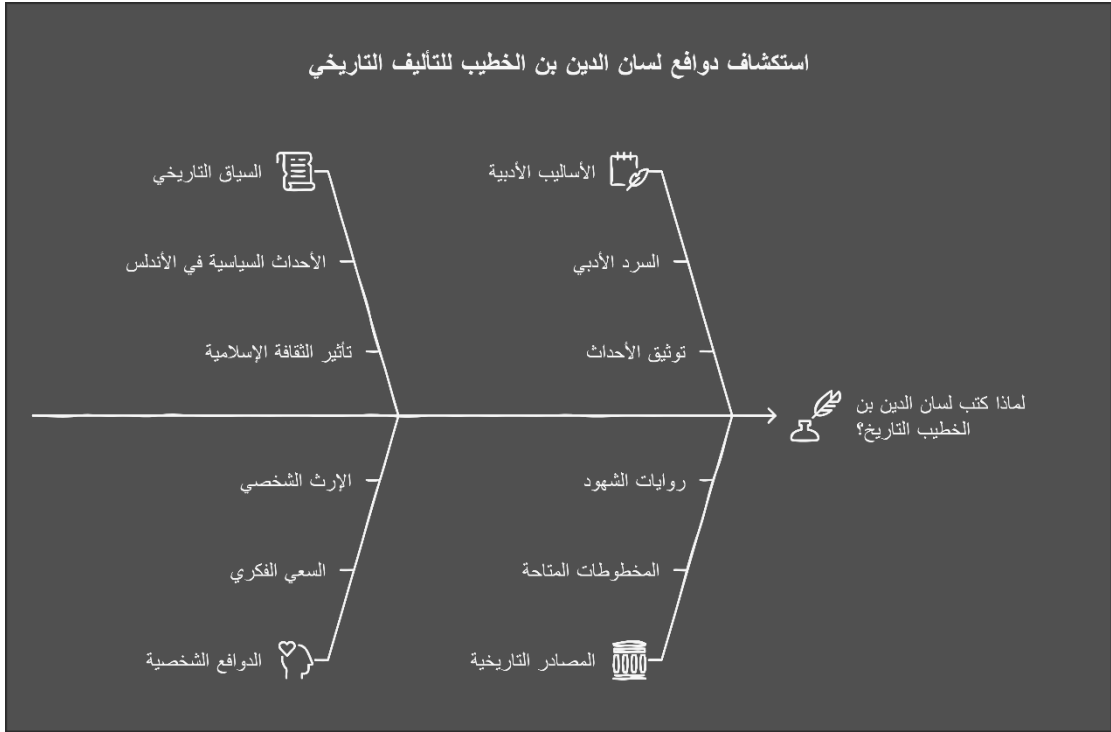 استكشاف دوافع لسان الدين بن الخطيب للتأليف التاريخي
الأساليب الأدبية
السرد الأدبي
توثيق الأحداث
السياق التاريخي
الأحداث السياسية في الأندلس
تأثير الثقافة الإسلامية
لماذا كتب لسان الدين بن
الخطيب التاريخ؟
روايات الشهود
المخطوطات المتاحة
المصادر التاريخية
الإرث الشخصي
السعي الفكري
الدوافع الشخصية